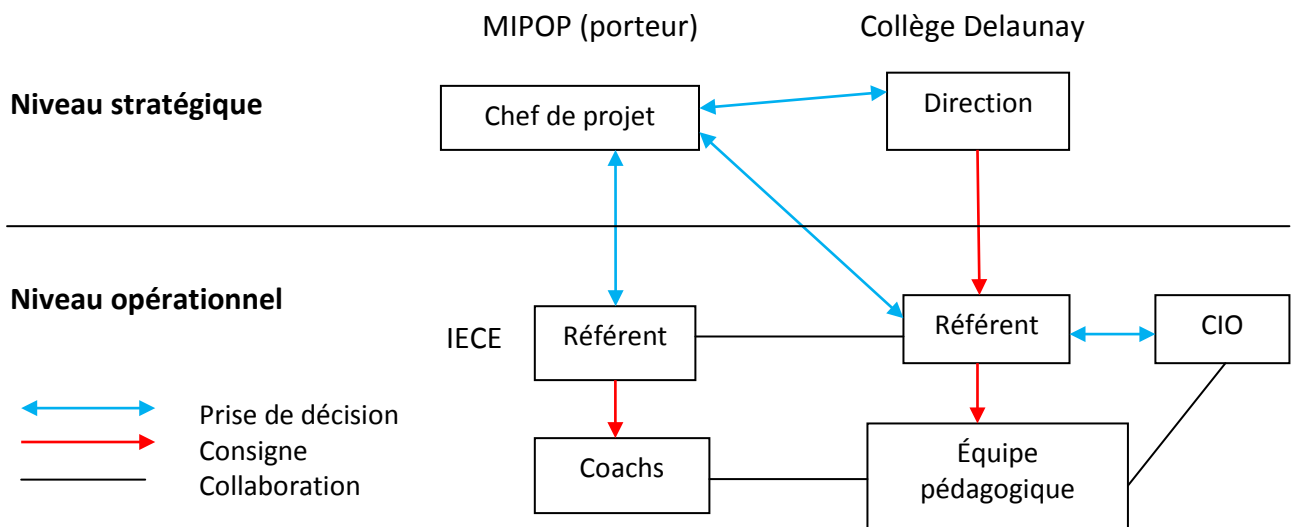 MIPOP (porteur)
Collège Delaunay
Niveau stratégique
Chef de projet
Direction
Niveau opérationnel
IECE
Référent
Référent
CIO
Prise de décision
Consigne
Collaboration
Coachs
Équipe
pédagogique